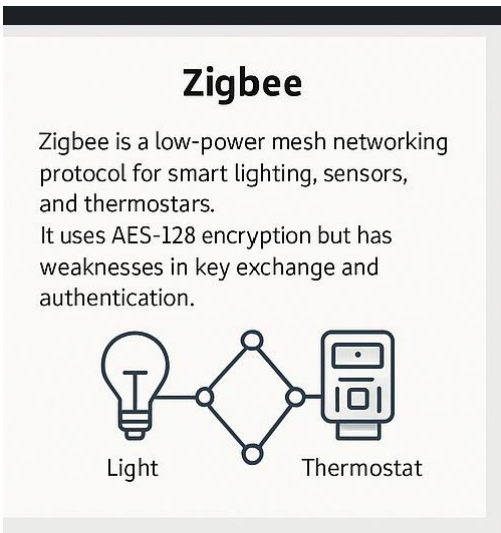 Zigbee
Zigbee is a low-power mesh networking
protocol for smart lighting, sensors,
and thermostars.
It uses AES-128 encryption but has
weaknesses in key exchange and
authentication.
Light
Thermostat